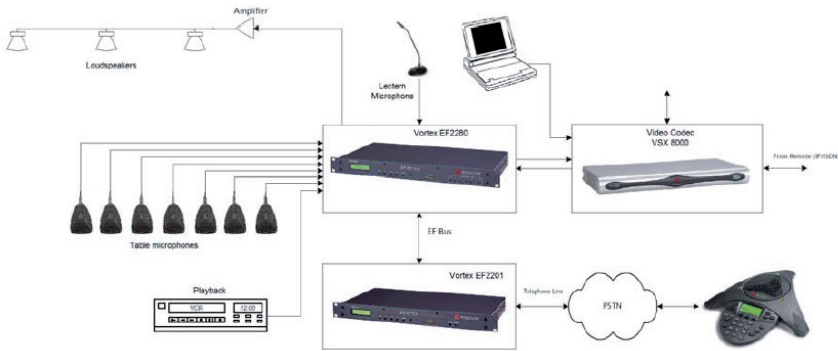 Amplifier
Loudspeakers
Lectern
Microphone
Vortex EF2280
Video Codec
VSX 8000
From Remote (IP/ISDN)
Table microphones
EF Bus
Playback
VCR
12:00
Vortex EF2201
Telephone Line
PSTN